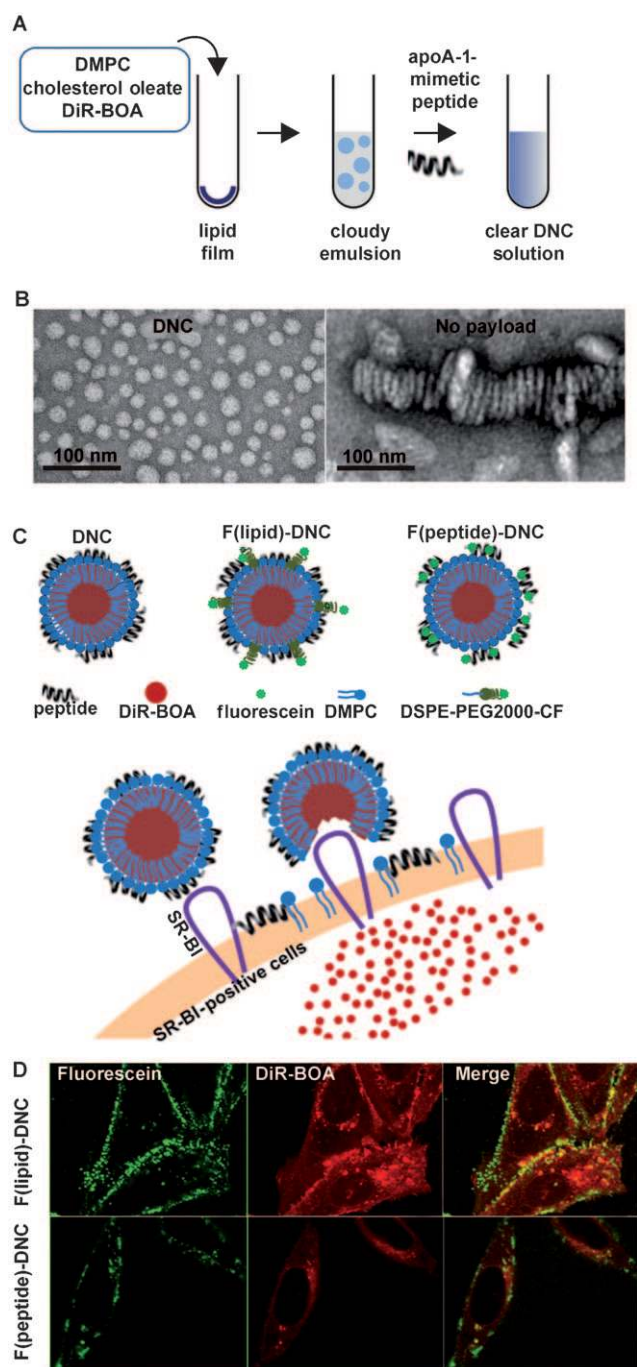 A
DMPC
cholesterol oleate
DiR-BOA
apoA-1-
mimetic
peptide
lipid
film
cloudy
emulsion
clear DNC
solution
B
DNC
No payload
100 nm
100 nm
C
DNC
F(lipid)-DNC
F(peptide)-DNC
peptide
DiR-BOA
fluorescein
DMPC
DSPE-PEG2000-CF
SR-BI
SR-BI-positive cells
D
Fluorescein
DiR-BOA
Merge
F(lipid)-DNC
F(peptide)-DNC